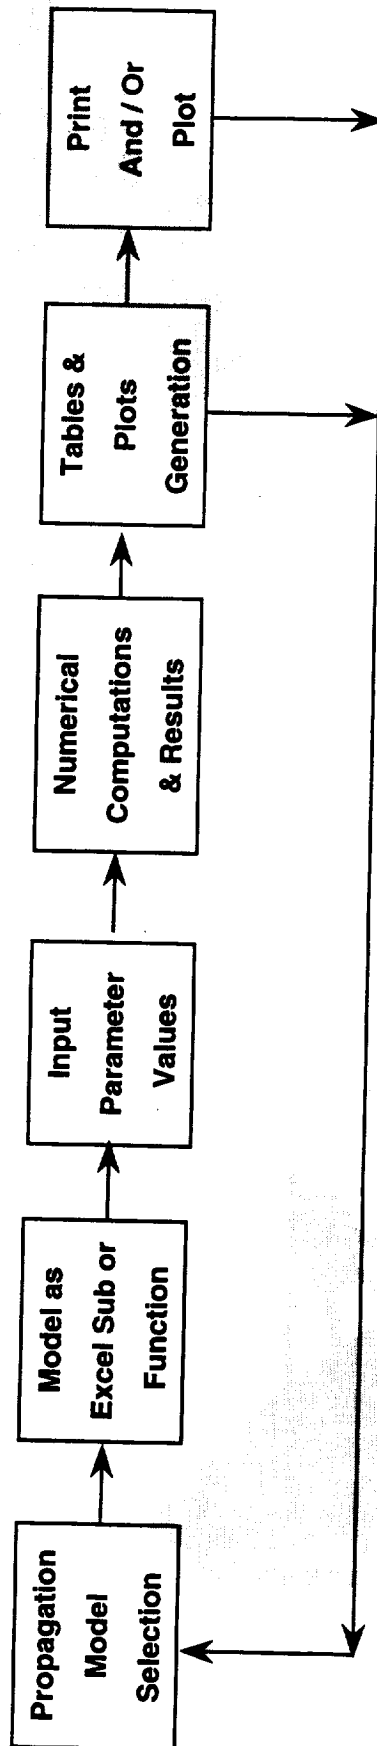 Propagation
Model
Selection
Model as
Excel Sub or
Function
Input
Parameter
Values
Numerical
Computations
& Results
Tables &
Plots
Generation
Print
And / Or
Plot